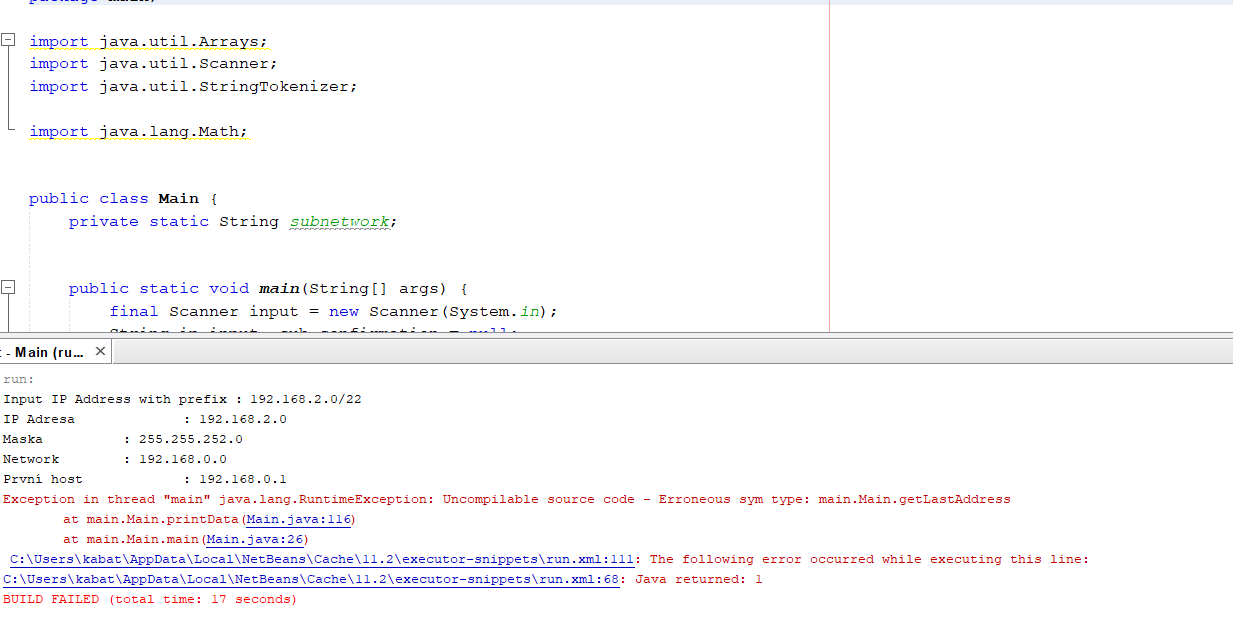 import java.util.Arrays;
import java.util.Scanner;
import java.util.StringTokenizer;
import java.lang.Math;
public class Main {
private static String subnetwork;
public static void main(String[] args) {
final Scanner input = new Scanner(System.in);
- Main (ru...
run:
Input IP Address with prefix : 192.168.2.0/22
IP Adresa : 192.168.2.0
Maska : 255.255.252.0
Network : 192.168.0.0
První host : 192.168.0.1
Exception in thread "main" java.lang.RuntimeException: Uncompilable source code - Erroneous sym type: main.Main.getLastAddress
at main.Main.printData(Main.java:116)
at main.Main.main(Main.java:26)
C:\Users\kabat\AppData\Local\NetBeans\Cache\11.2\executor-snippets\run.xml:111: The following error occurred while executing this line:
C:\Users\kabat\AppData\Local\NetBeans\Cache\11.2\executor-snippets\run.xml:68: Java returned: 1
BUILD FAILED (total time: 17 seconds)